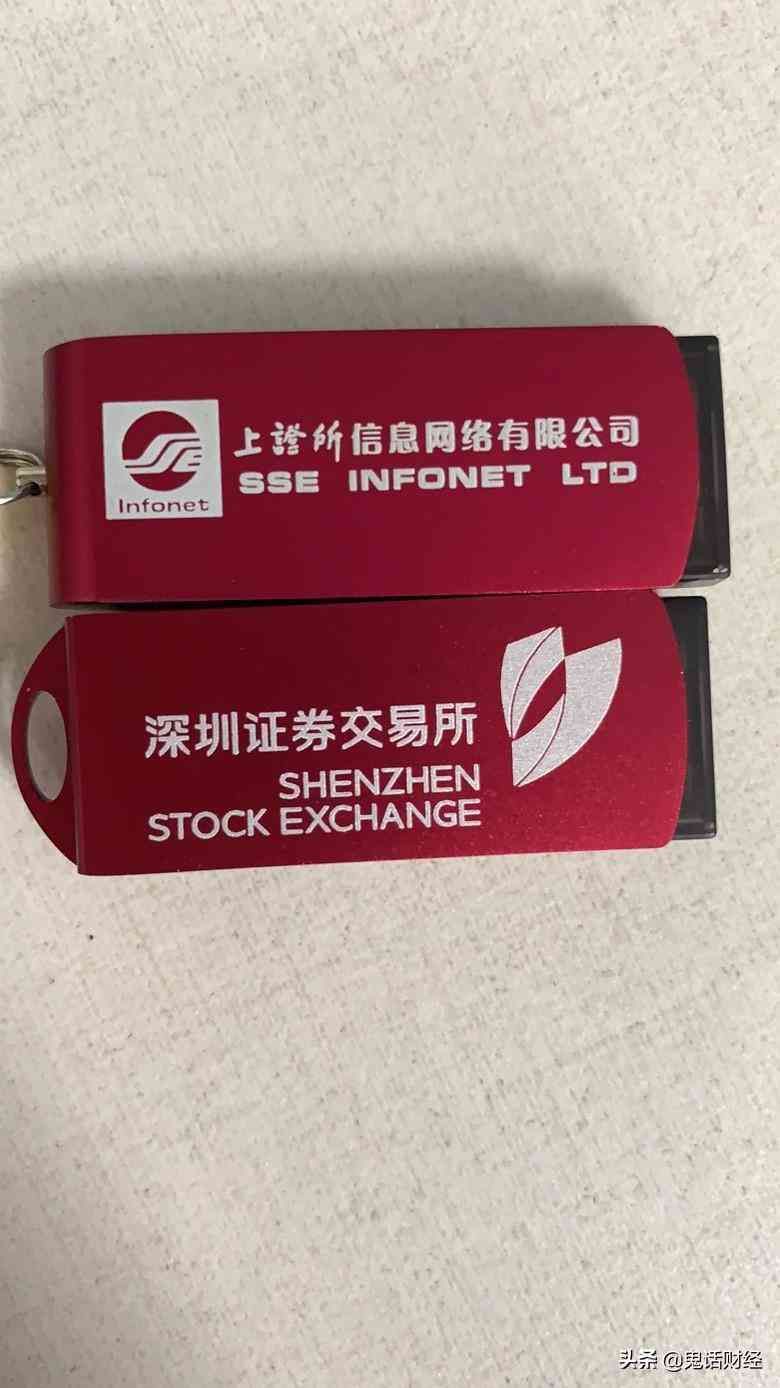 上證所信息网络有限公司
SSE INFONET LTD
Infonet
深圳证券交易所
SHENZHEN
STOCK EXCHANGE
头条 @鬼话财经